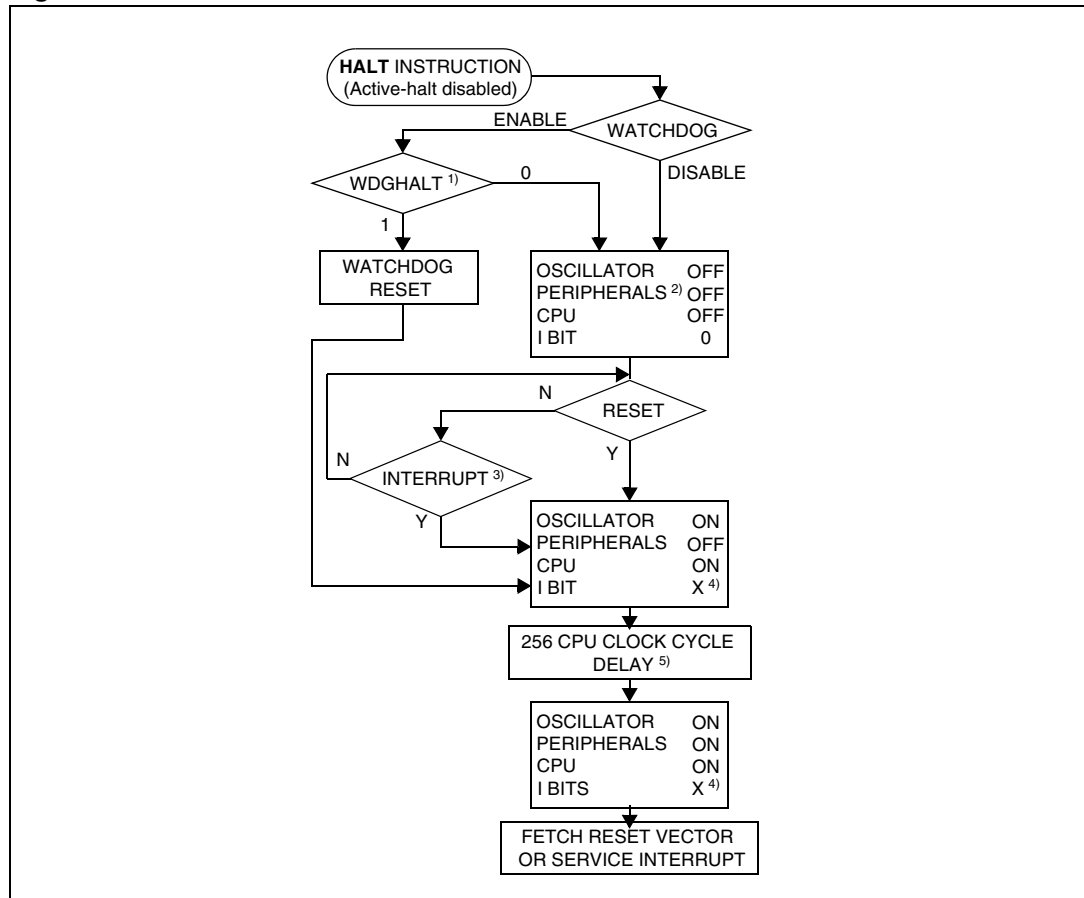 HALT INSTRUCTION
(Active-halt disabled)
ENABLE
WATCHDOG
WDGHALT 1)
0
DISABLE
1
WATCHDOG
RESET
OSCILLATOR OFF
PERIPHERALS 2) OFF
CPU OFF
I BIT 0
N
RESET
N
INTERRUPT 3)
Y
Y
OSCILLATOR ON
PERIPHERALS OFF
CPU ON
I BIT X 4)
256 CPU CLOCK CYCLE
DELAY 5)
OSCILLATOR ON
PERIPHERALS ON
CPU ON
I BITS X 4)
FETCH RESET VECTOR
OR SERVICE INTERRUPT